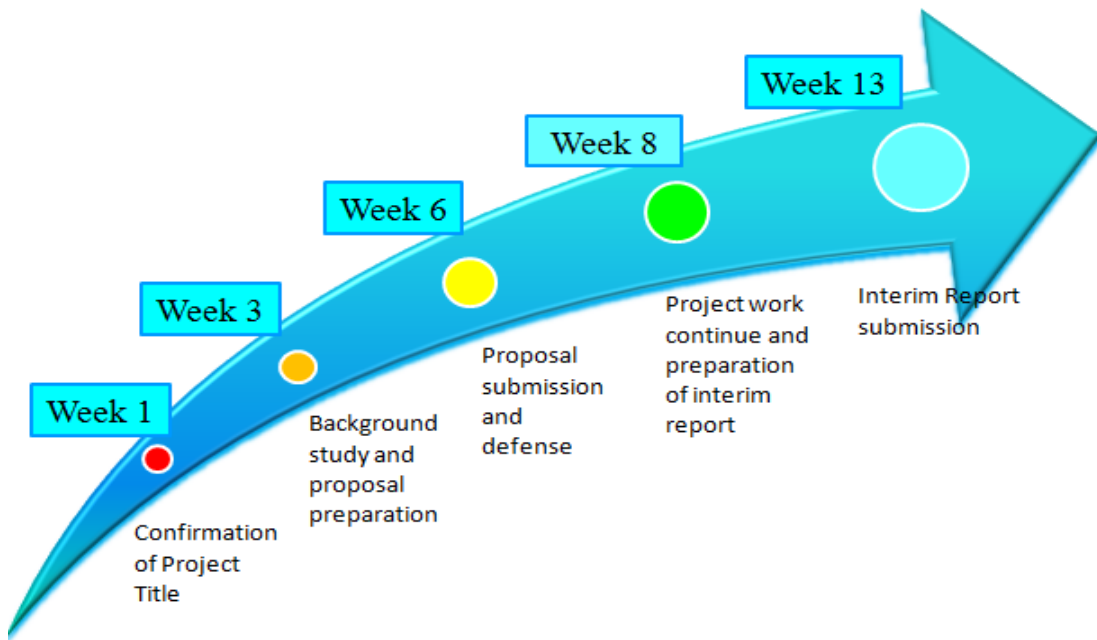 Week 1
Confirmation
of Project
Title
Week 3
Background
study and
proposal
preparation
Week 6
Proposal
submission
and
defense
Week 8
Project work
continue and
preparation
of interim
report
Week 13
Interim Report
submission